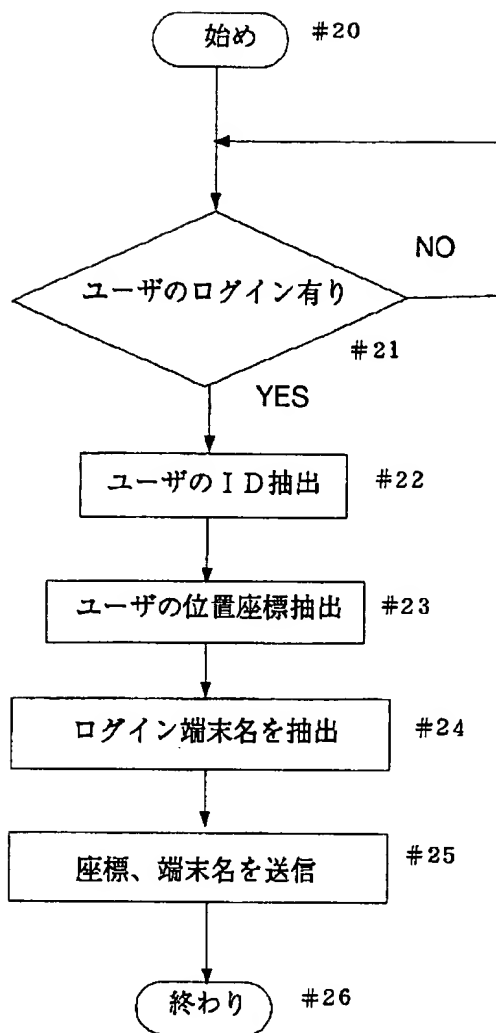 始め #20
NO
ユーザのログイン有り
#21
YES
ユーザのID抽出 #22
ユーザの位置座標抽出 #23
ログイン端末名を抽出 #24
座標、端末名を送信 #25
終わり #26